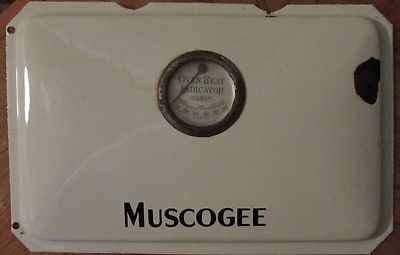 OVEN HEAT
INDICATOR
MUSCOGEE